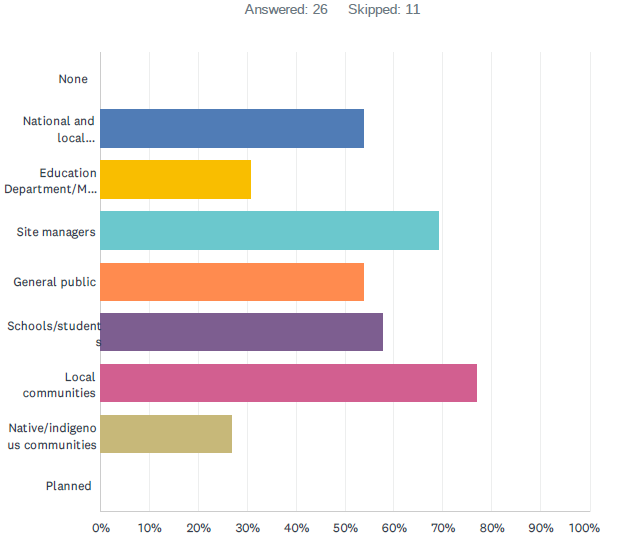 Answered: 26 Skipped: 11
None
National and
local...
Education
Department/M...
Site managers
General public
Schools/student
s
Local
communities
Native/indigeno
us communities
Planned
0% 10% 20% 30% 40% 50% 60% 70% 80% 90% 100%